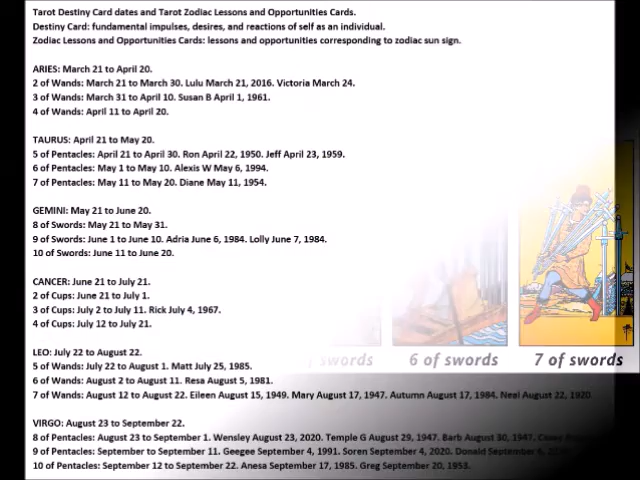 Tarot Destiny Card dates and Tarot Zodiac Lessons and Opportunities Cards.
Destiny Card: fundamental impulses, desires, and reactions of self as an individual.
Zodiac Lessons and Opportunities Cards: lessons and opportunities corresponding to zodiac sun sign.
ARIES: March 21 to April 20.
2 of Wands: March 21 to March 30. Lulu March 21, 2016. Victoria March 24.
3 of Wands: March 31 to April 10. Susan B April 1, 1961.
4 of Wands: April 11 to April 20.
TAURUS: April 21 to May 20.
5 of Pentacles: April 21 to April 30. Ron April 22, 1950. Jeff April 23, 1959.
6 of Pentacles: May 1 to May 10. Alexis W May 6, 1994.
7 of Pentacles: May 11 to May 20. Diane May 11, 1954.
GEMINI: May 21 to June 20.
8 of Swords: May 21 to May 31.
9 of Swords: June 1 to June 10. Adria June 6, 1984. Lolly June 7, 1984.
10 of Swords: June 11 to June 20.
CANCER: June 21 to July 21.
2 of Cups: June 21 to July 1.
3 of Cups: July 2 to July 11. Rick July 4, 1967.
4 of Cups: July 12 to July 21.
LEO: July 22 to August 22.
5 of Wands: July 22 to August 1. Matt July 25, 1985.
6 of Wands: August 2 to August 11. Resa August 5, 1981.
7 of Wands: August 12 to August 22. Eileen August 15, 1949. Mary August 17, 1947. Autumn August 17, 1984. Neal August 22, 1920.
VIRGO: August 23 to September 22.
8 of Pentacles: August 23 to September 1. Wensley August 23, 2020. Temple G August 29, 1947. Barb August 30, 1947. Casey
9 of Pentacles: September to September 11. Geegee September 4, 1991. Soren September 4, 2020. Donald September 6,
10 of Pentacles: September 12 to September 22. Anesa September 17, 1985. Greg September 20, 1953.
swords
6 of swords
7 of swords